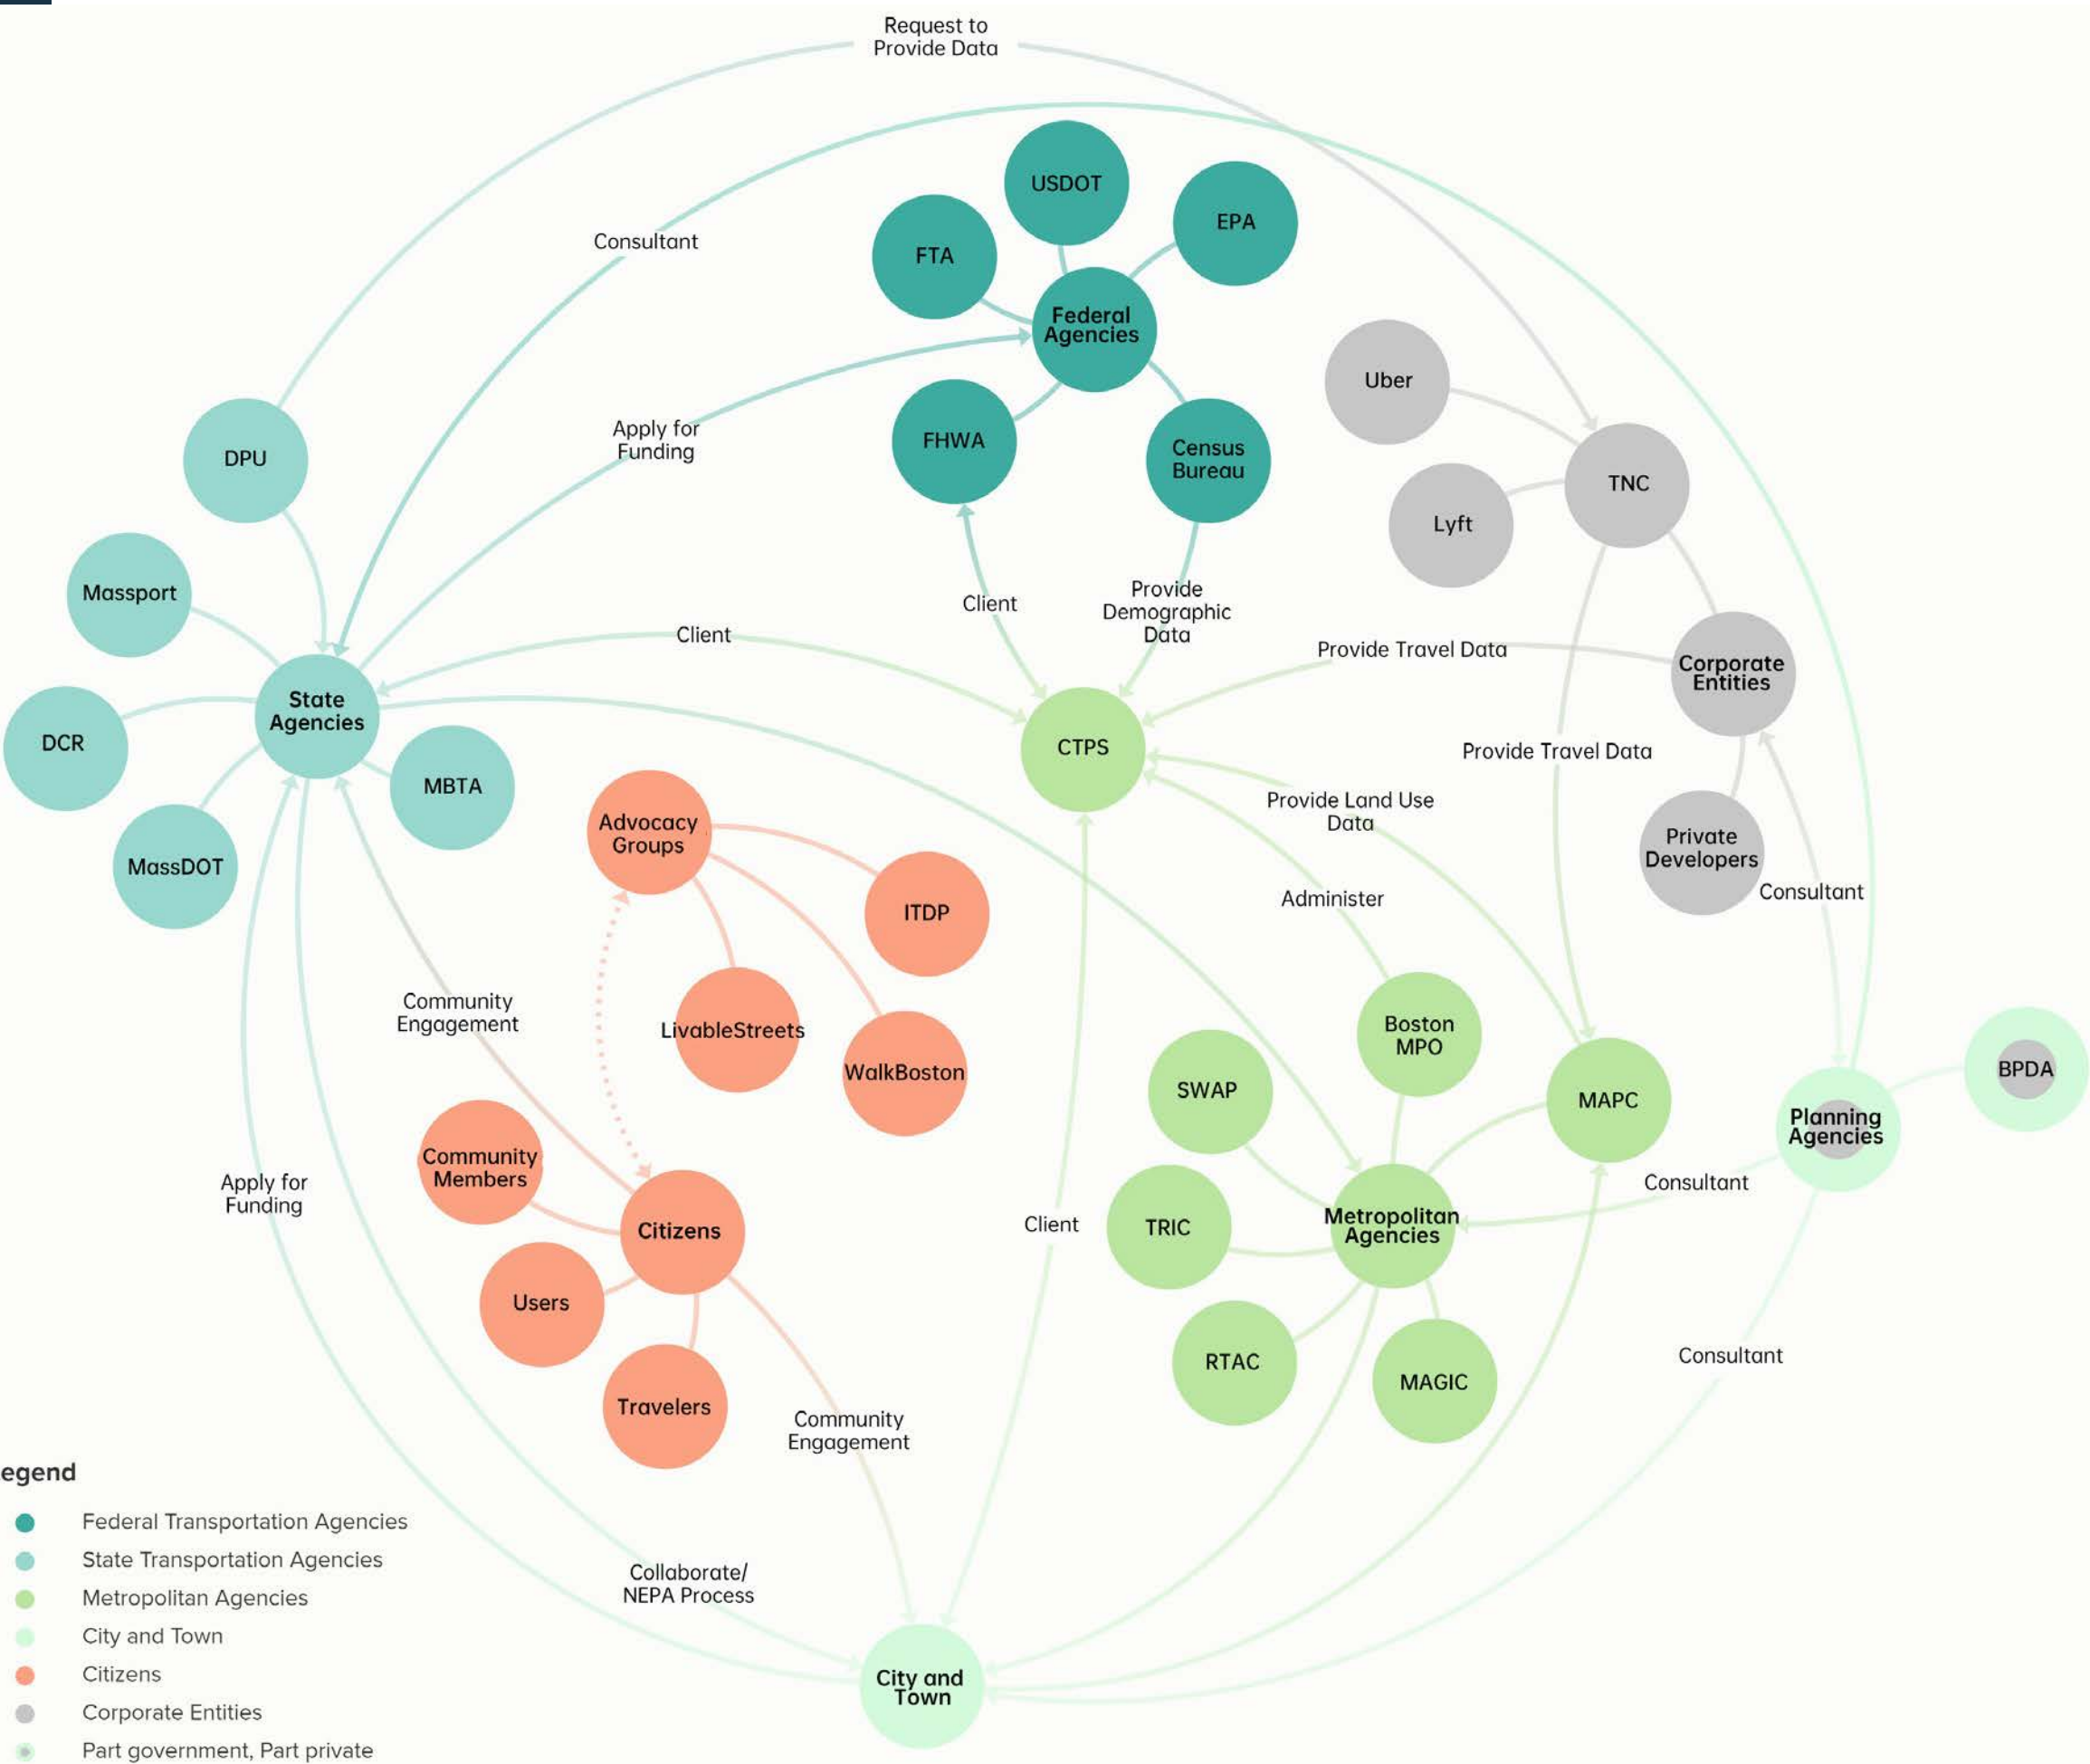 Request to
Provide Data
USDOT
EPA
FTA
Consultant
Federal
Agencies
Uber
Apply for
Funding
FHWA
Census
Bureau
DPU
TNC
Lyft
Massport
Client
Provide
Demographic
Data
Client
Provide Travel Data
Corporate
Entities
State
Agencies
DCR
CTPS
Provide Travel Data
MBTA
Provide Land Use
Data
Advocacy
Groups
Private
Developers
MassDOT
Administer
Consultant
ITDP
Community
Engagement
LivableStreets
Boston
MPO
WalkBoston
SWAP
MAPC
BPDA
Planning
Agencies
Community
Members
Apply for
Funding
Consultant
Citizens
Client
TRIC
Metropolitan
Agencies
Users
RTAC
MAGIC
Consultant
Travelers
Community
Engagement
Collaborate/
NEPA Process
City and
Town
egend
Federal Transportation Agencies
State Transportation Agencies
Metropolitan Agencies
City and Town
Citizens
Corporate Entities
Part government, Part private